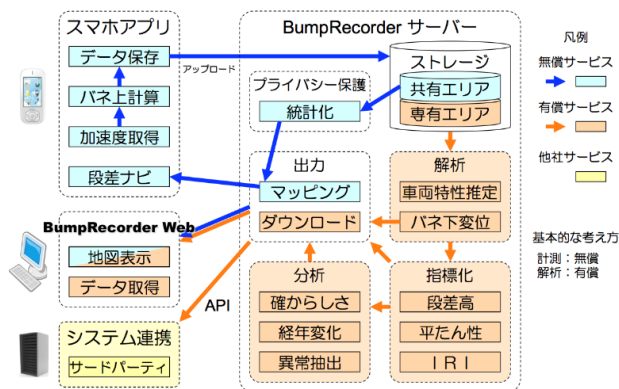 スマホアプリ
データ保存
バネ上計算
加速度取得
段差ナビ
アップロード
BumpRecorder サーバー
ストレージ
共有エリア
専有エリア
プライバシー保護
統計化
出力
マッピング
ダウンロード
解析
車両特性推定
バネ下変位
分析
確からしさ
経年変化
異常抽出
指標化
段差高
平たん性
ＩＲＩ
BumpRecorder Web
地図表示
データ取得
API
システム連携
サードパーティ
凡例
無償サービス
有償サービス
他社サービス
基本的な考え方
計測：無償
解析：有償